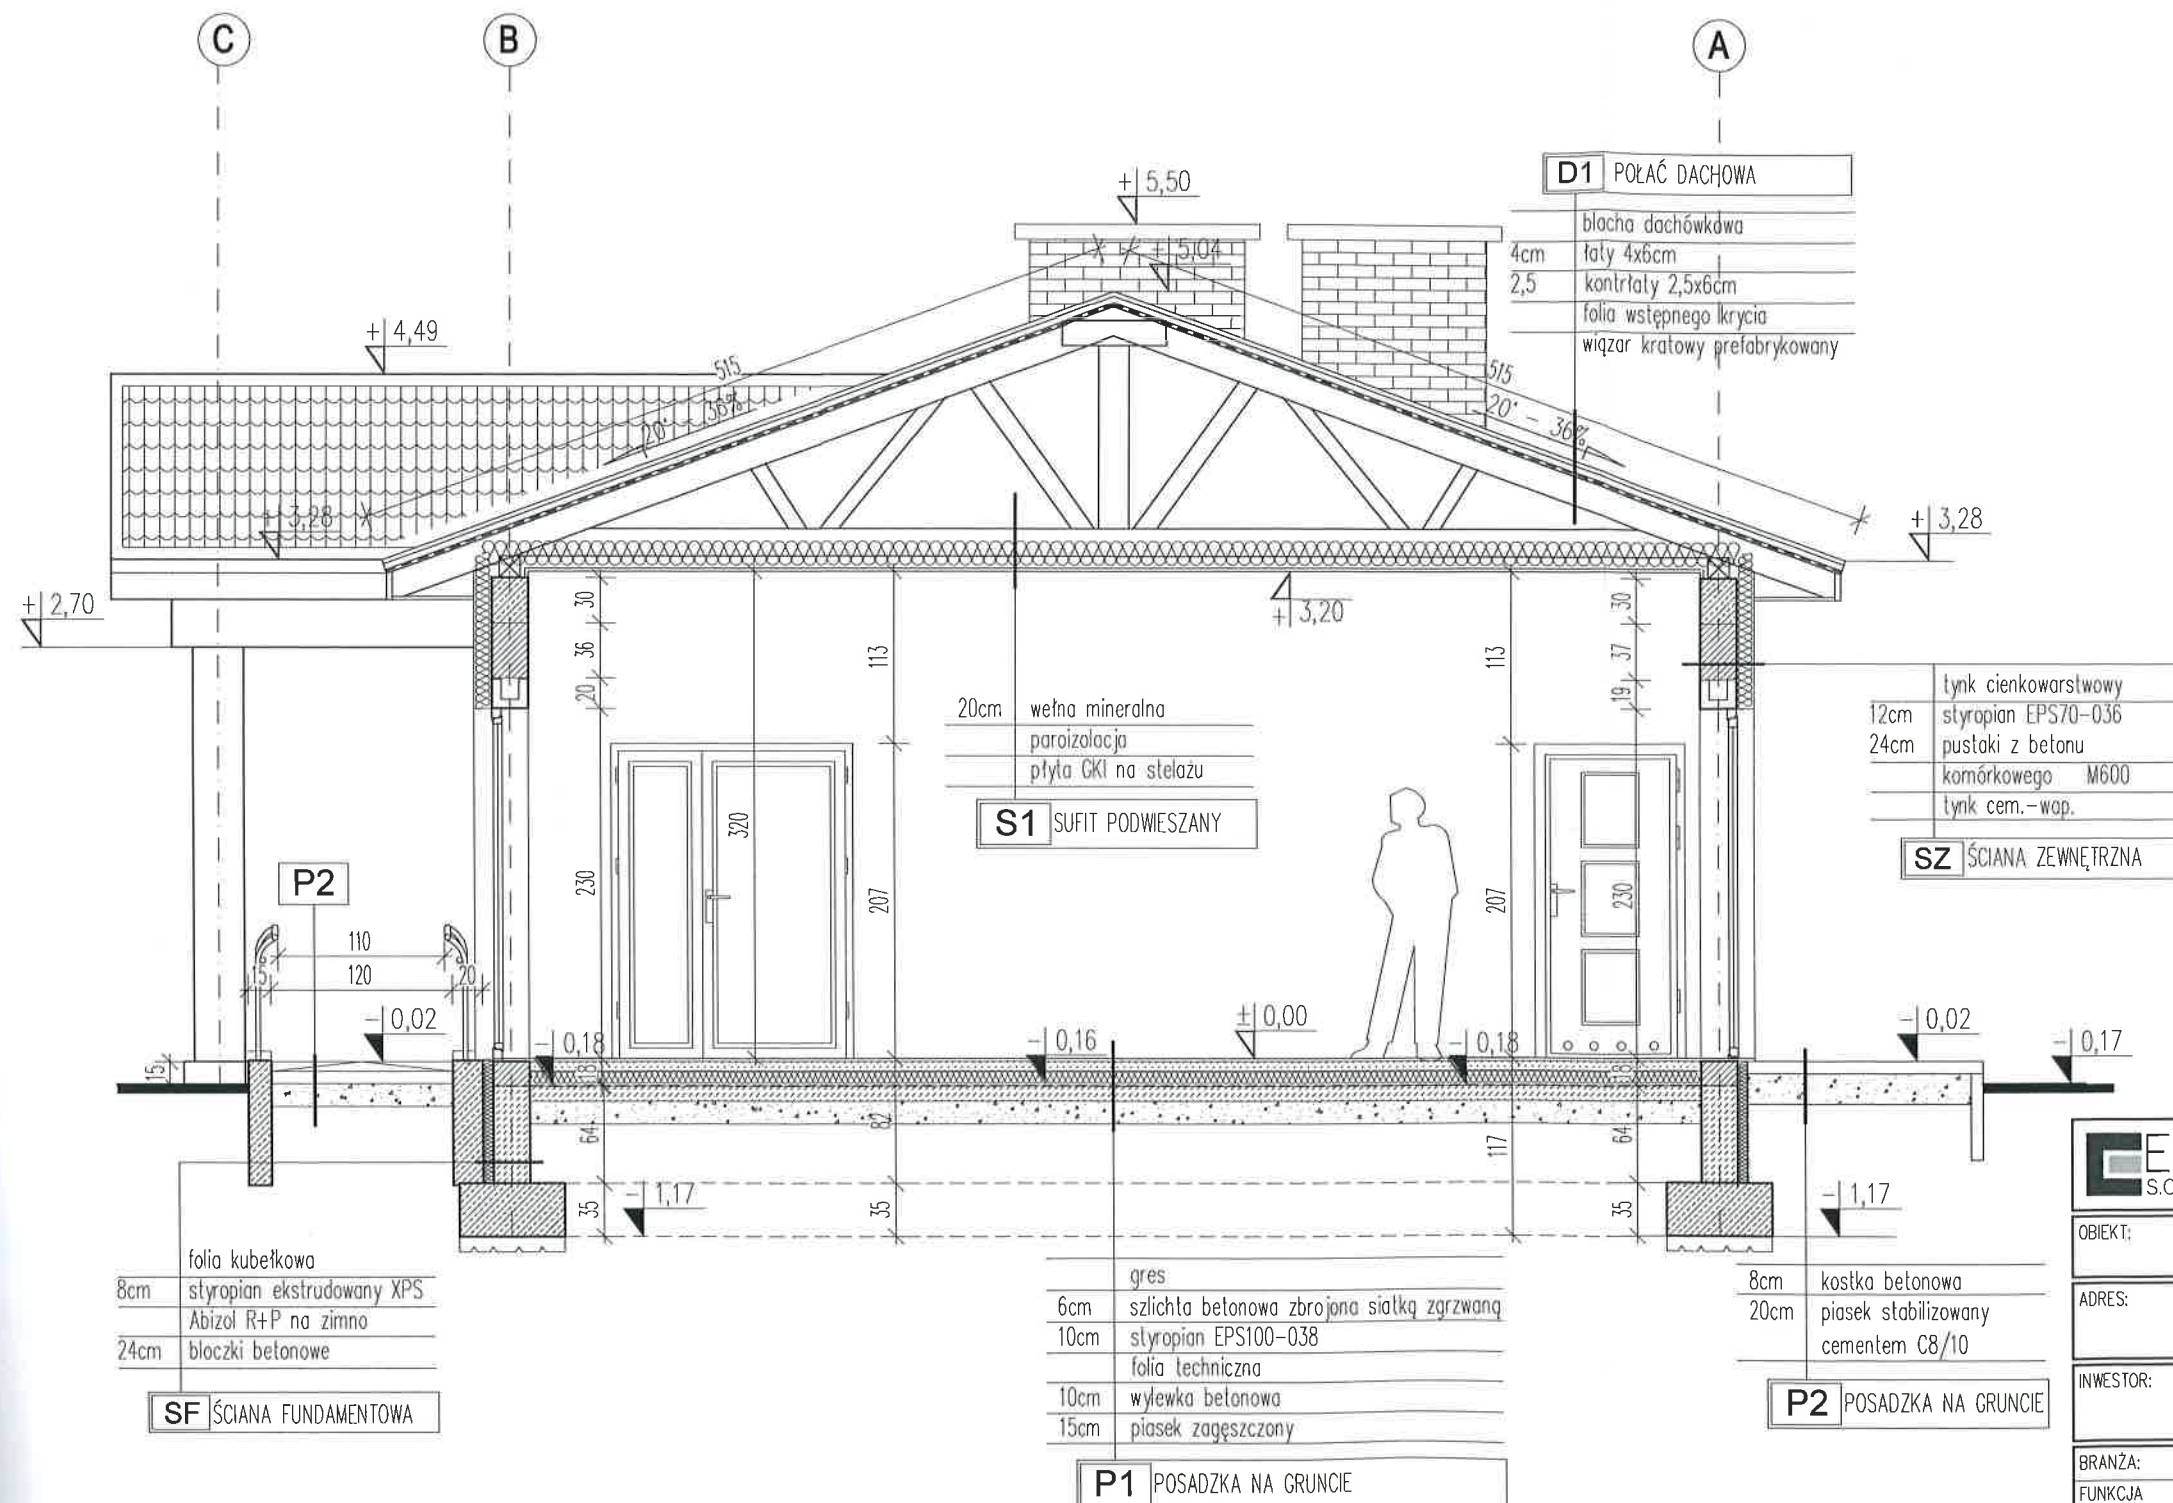 C
B
A
+5,50
+5,04
D1 POŁAĆ DACHOWA
blacha dachówkowa
4cm łaty 4x6cm
2,5 kontrłaty 2,5x6cm
folia wstępnego krycia
wiązar kratowy prefabrykowany
+4,49
515
20° – 36%
515
20° – 36%
+3,28
+3,28
+2,70
+3,20
30
36
20
113
113
30
37
19
20cm wełna mineralna
paroizolacja
płyta GKI na stelażu
S1 SUFIT PODWIESZANY
tynk cienkowarstwowy
12cm styropian EPS70-036
24cm pustaki z betonu
komórkowego M600
tynk cem.-wap.
SZ ŚCIANA ZEWNĘTRZNA
320
230
207
207
230
P2
110
15
120
20
-0,02
-0,18
-0,16
±0,00
-0,18
-0,02
-0,17
15
18
18
64
82
117
64
35
35
35
-1,17
-1,17
folia kubełkowa
8cm styropian ekstrudowany XPS
Abizol R+P na zimno
24cm bloczki betonowe
SF ŚCIANA FUNDAMENTOWA
gres
6cm szlichta betonowa zbrojona siatką zgrzwaną
10cm styropian EPS100-038
folia techniczna
10cm wylewka betonowa
15cm piasek zagęszczony
P1 POSADZKA NA GRUNCIE
8cm kostka betonowa
20cm piasek stabilizowany
cementem C8/10
P2 POSADZKA NA GRUNCIE
E
S.C
OBIEKT:
ADRES:
INWESTOR:
BRANŻA:
FUNKCJA